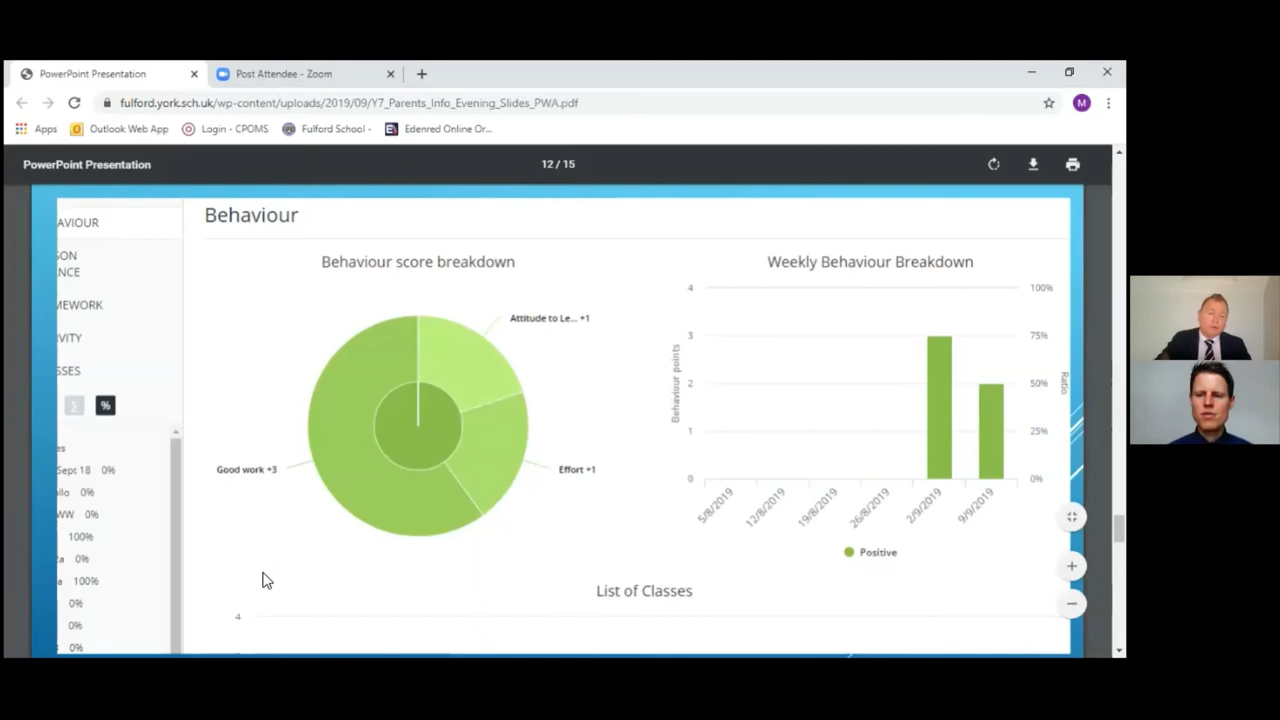 PowerPoint Presentation
Post Attendee - Zoom
fulford.york.sch.uk/wp-content/uploads/2019/09/Y7_Parents_Info_Evening_Slides_PWA.pdf
M
Apps
Outlook Web App
Login - CPOMS
Fulford School -
Edenred Online Or...
PowerPoint Presentation
12 / 15
AVIOUR
SON
NCE
MEWORK
IVITY
SSES
Σ %
es
Sept 18 0%
allo 0%
WW 0%
100%
0%
100%
0%
0%
0%
Behaviour
Behaviour score breakdown
Attitude to Le... +1
Good work +3
Effort +1
Weekly Behaviour Breakdown
Behaviour points
4
3
2
1
0
100%
75%
50%
25%
0%
Ratio
5/8/2019
12/8/2019
19/8/2019
26/8/2019
2/9/2019
9/9/2019
Positive
List of Classes
4